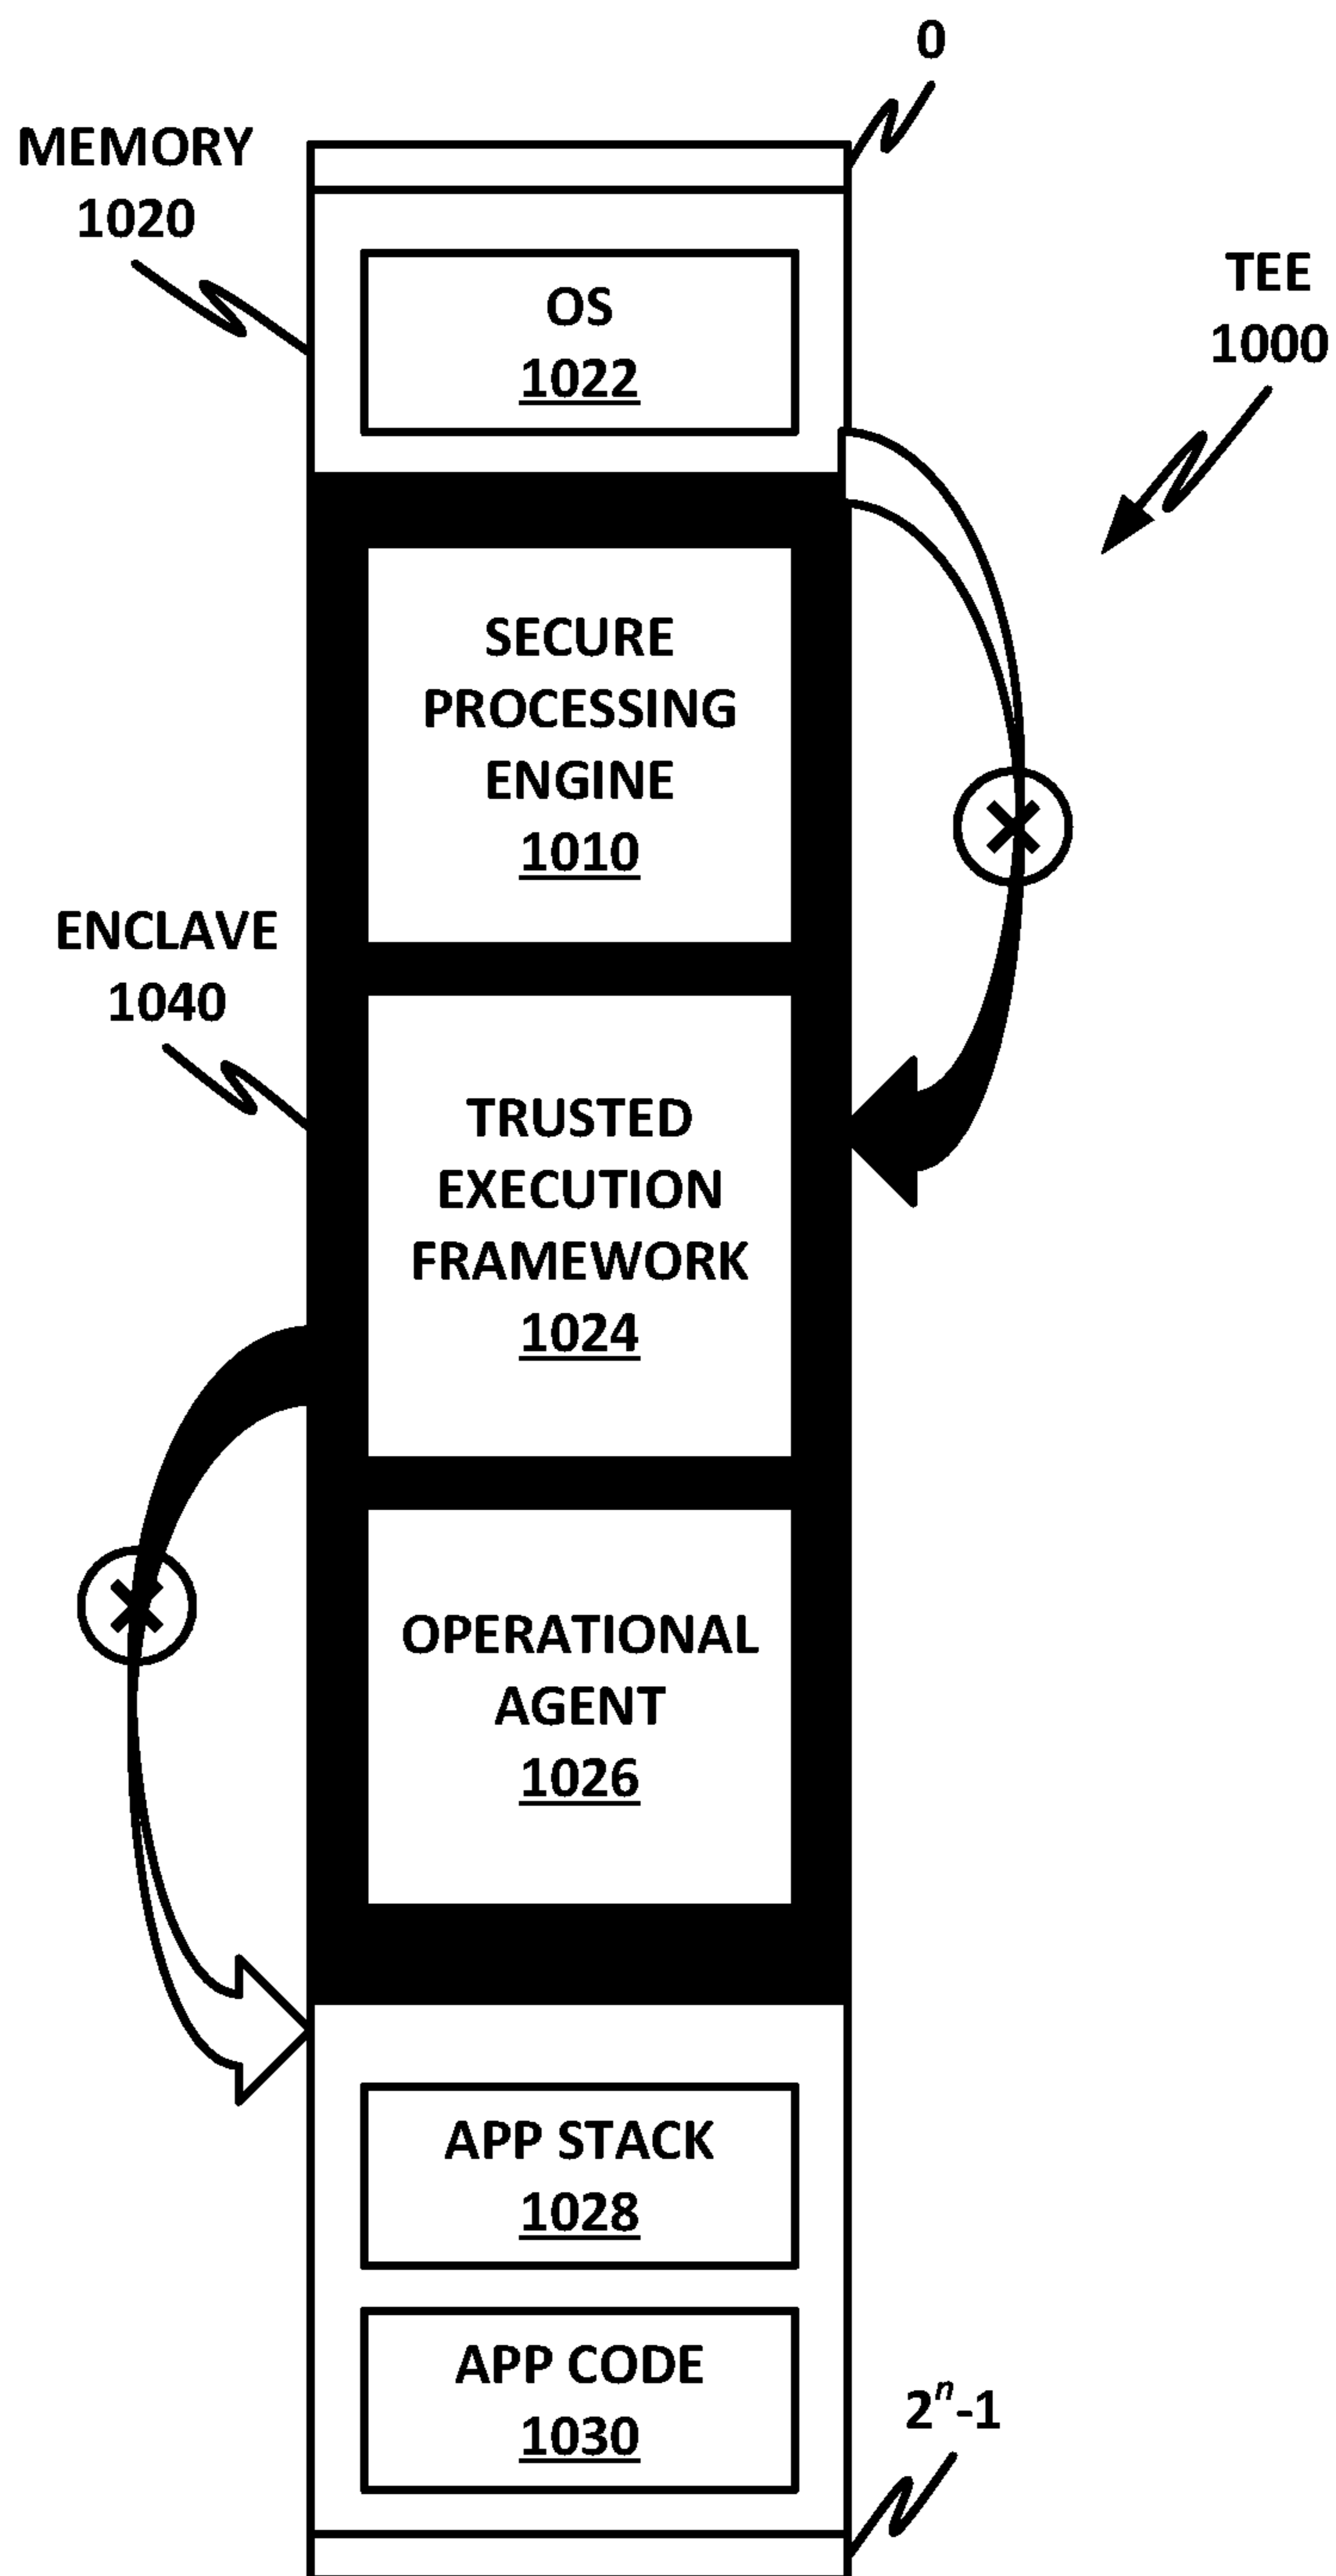 0
MEMORY
1020
TEE
1000
OS
1022
SECURE
PROCESSING
ENGINE
1010
ENCLAVE
1040
TRUSTED
EXECUTION
FRAMEWORK
1024
OPERATIONAL
AGENT
1026
APP STACK
1028
APP CODE
1030
2ⁿ-1